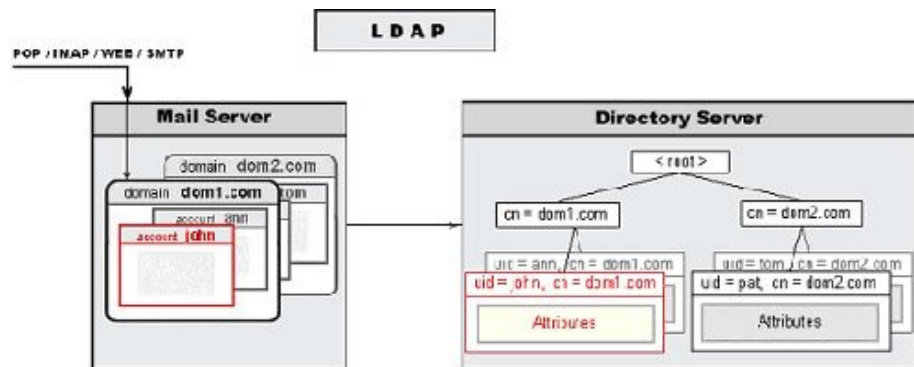 LDAP
POP / IMAP / WEB / SMTP
Mail Server
domain dom2.com
domain dom1.com
tom
account ann
account john
Directory Server
< root >
cn = dom1.com
cn = dom2.com
uid = ann, cn = dom1.com
uid = tom, cn = dom2.com
uid = john, cn = dom1.com
uid = pat, cn = dom2.com
Attributes
Attributes